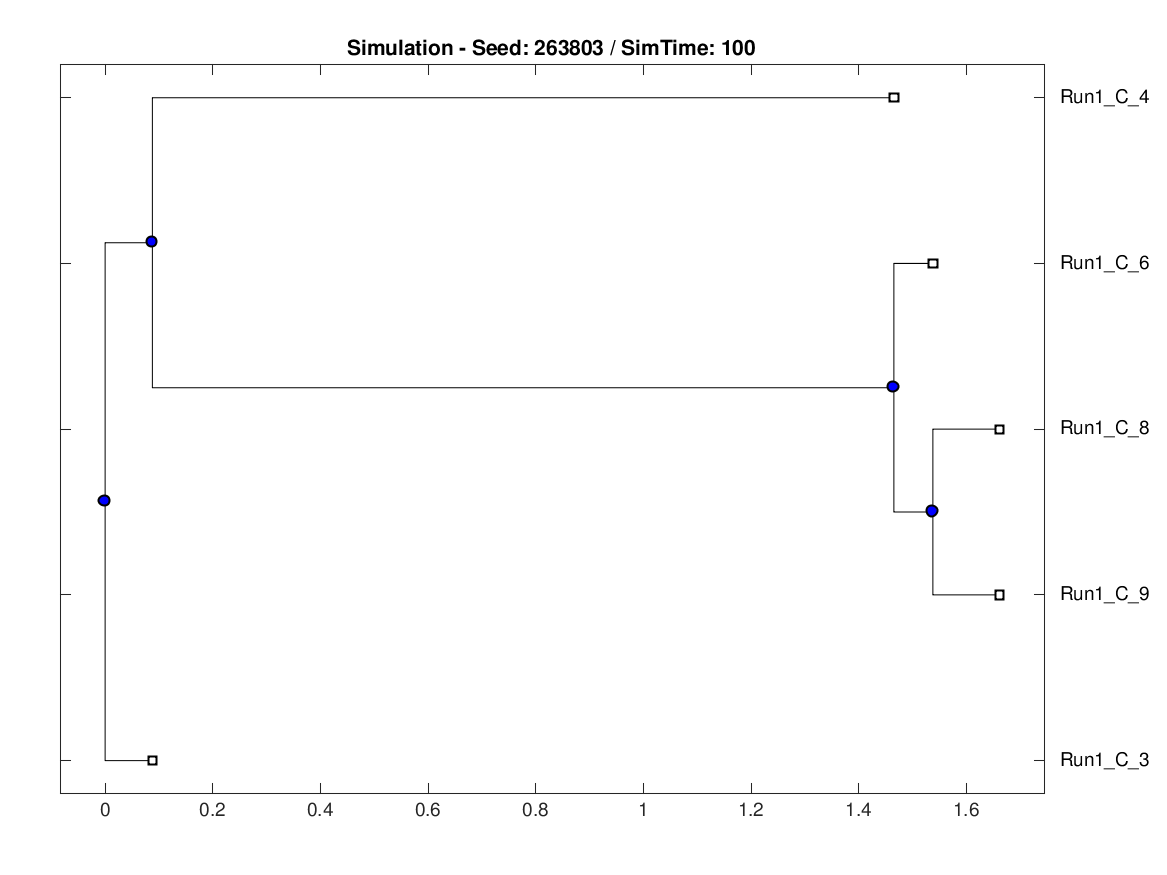 Simulation - Seed: 263803 / SimTime: 100
Run1_C_4
Run1_C_6
Run1_C_8
Run1_C_9
Run1_C_3
0 0.2 0.4 0.6 0.8 1 1.2 1.4 1.6